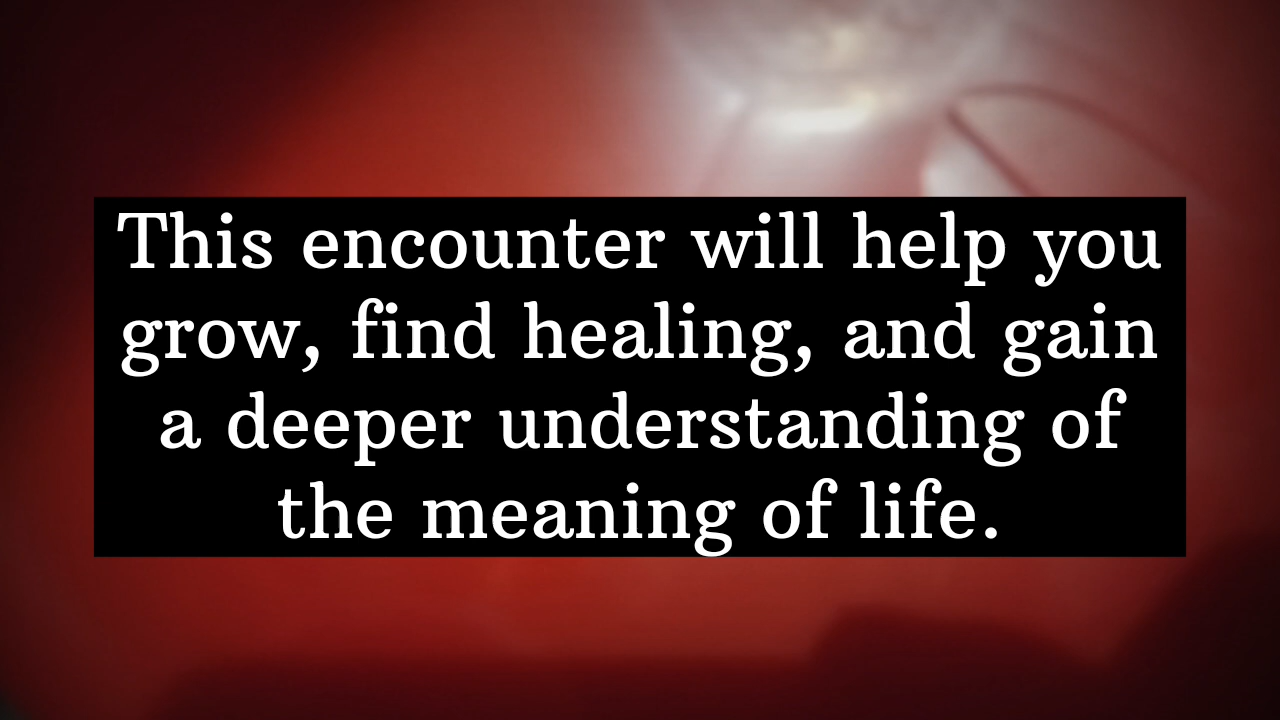 This encounter will help you
grow, find healing, and gain
a deeper understanding of
the meaning of life.